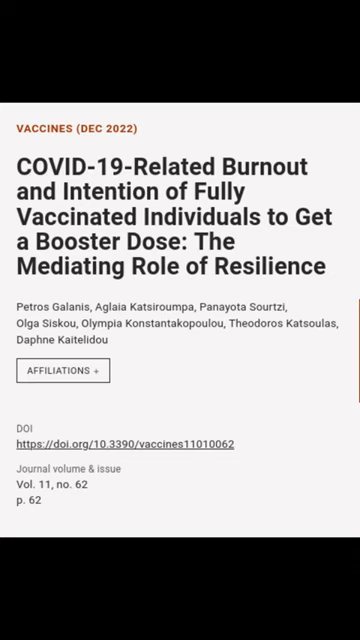 VACCINES (DEC 2022)
COVID-19-Related Burnout
and Intention of Fully
Vaccinated Individuals to Get
a Booster Dose: The
Mediating Role of Resilience
Petros Galanis, Aglaia Katsiroumpa, Panayota Sourtzi,
Olga Siskou, Olympia Konstantakopoulou, Theodoros Katsoulas,
Daphne Kaitelidou
AFFILIATIONS +
DOI
https://doi.org/10.3390/vaccines11010062
Journal volume & issue
Vol. 11, no. 62
p. 62